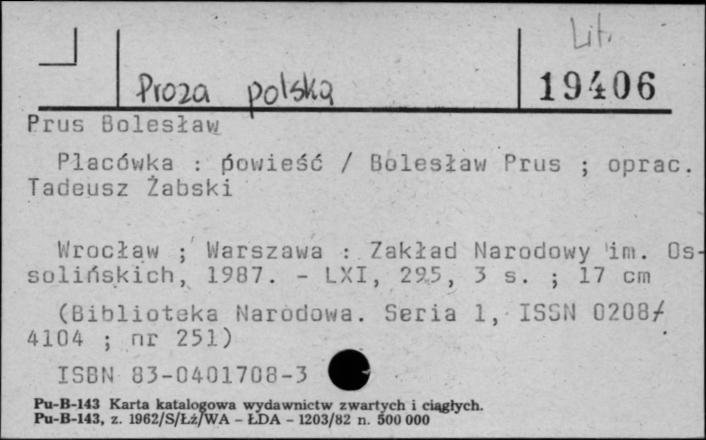 Lit.
Proza polska
19406
Prus Bolesław
Placówka : powieść / Bolesław Prus ; oprac.
Tadeusz Żabski
Wrocław ; Warszawa : Zakład Narodowy im. Os-
solińskich, 1987. - LXI, 295, 3 s. ; 17 cm
(Biblioteka Narodowa. Seria 1, ISSN 0208/
4104 ; nr 251)
ISBN 83-0401708-3
Pu-B-143 Karta katalogowa wydawnictw zwartych i ciągłych.
Pu-B-143, z. 1962/S/Łż/WA - ŁDA - 1203/82 n. 500 000